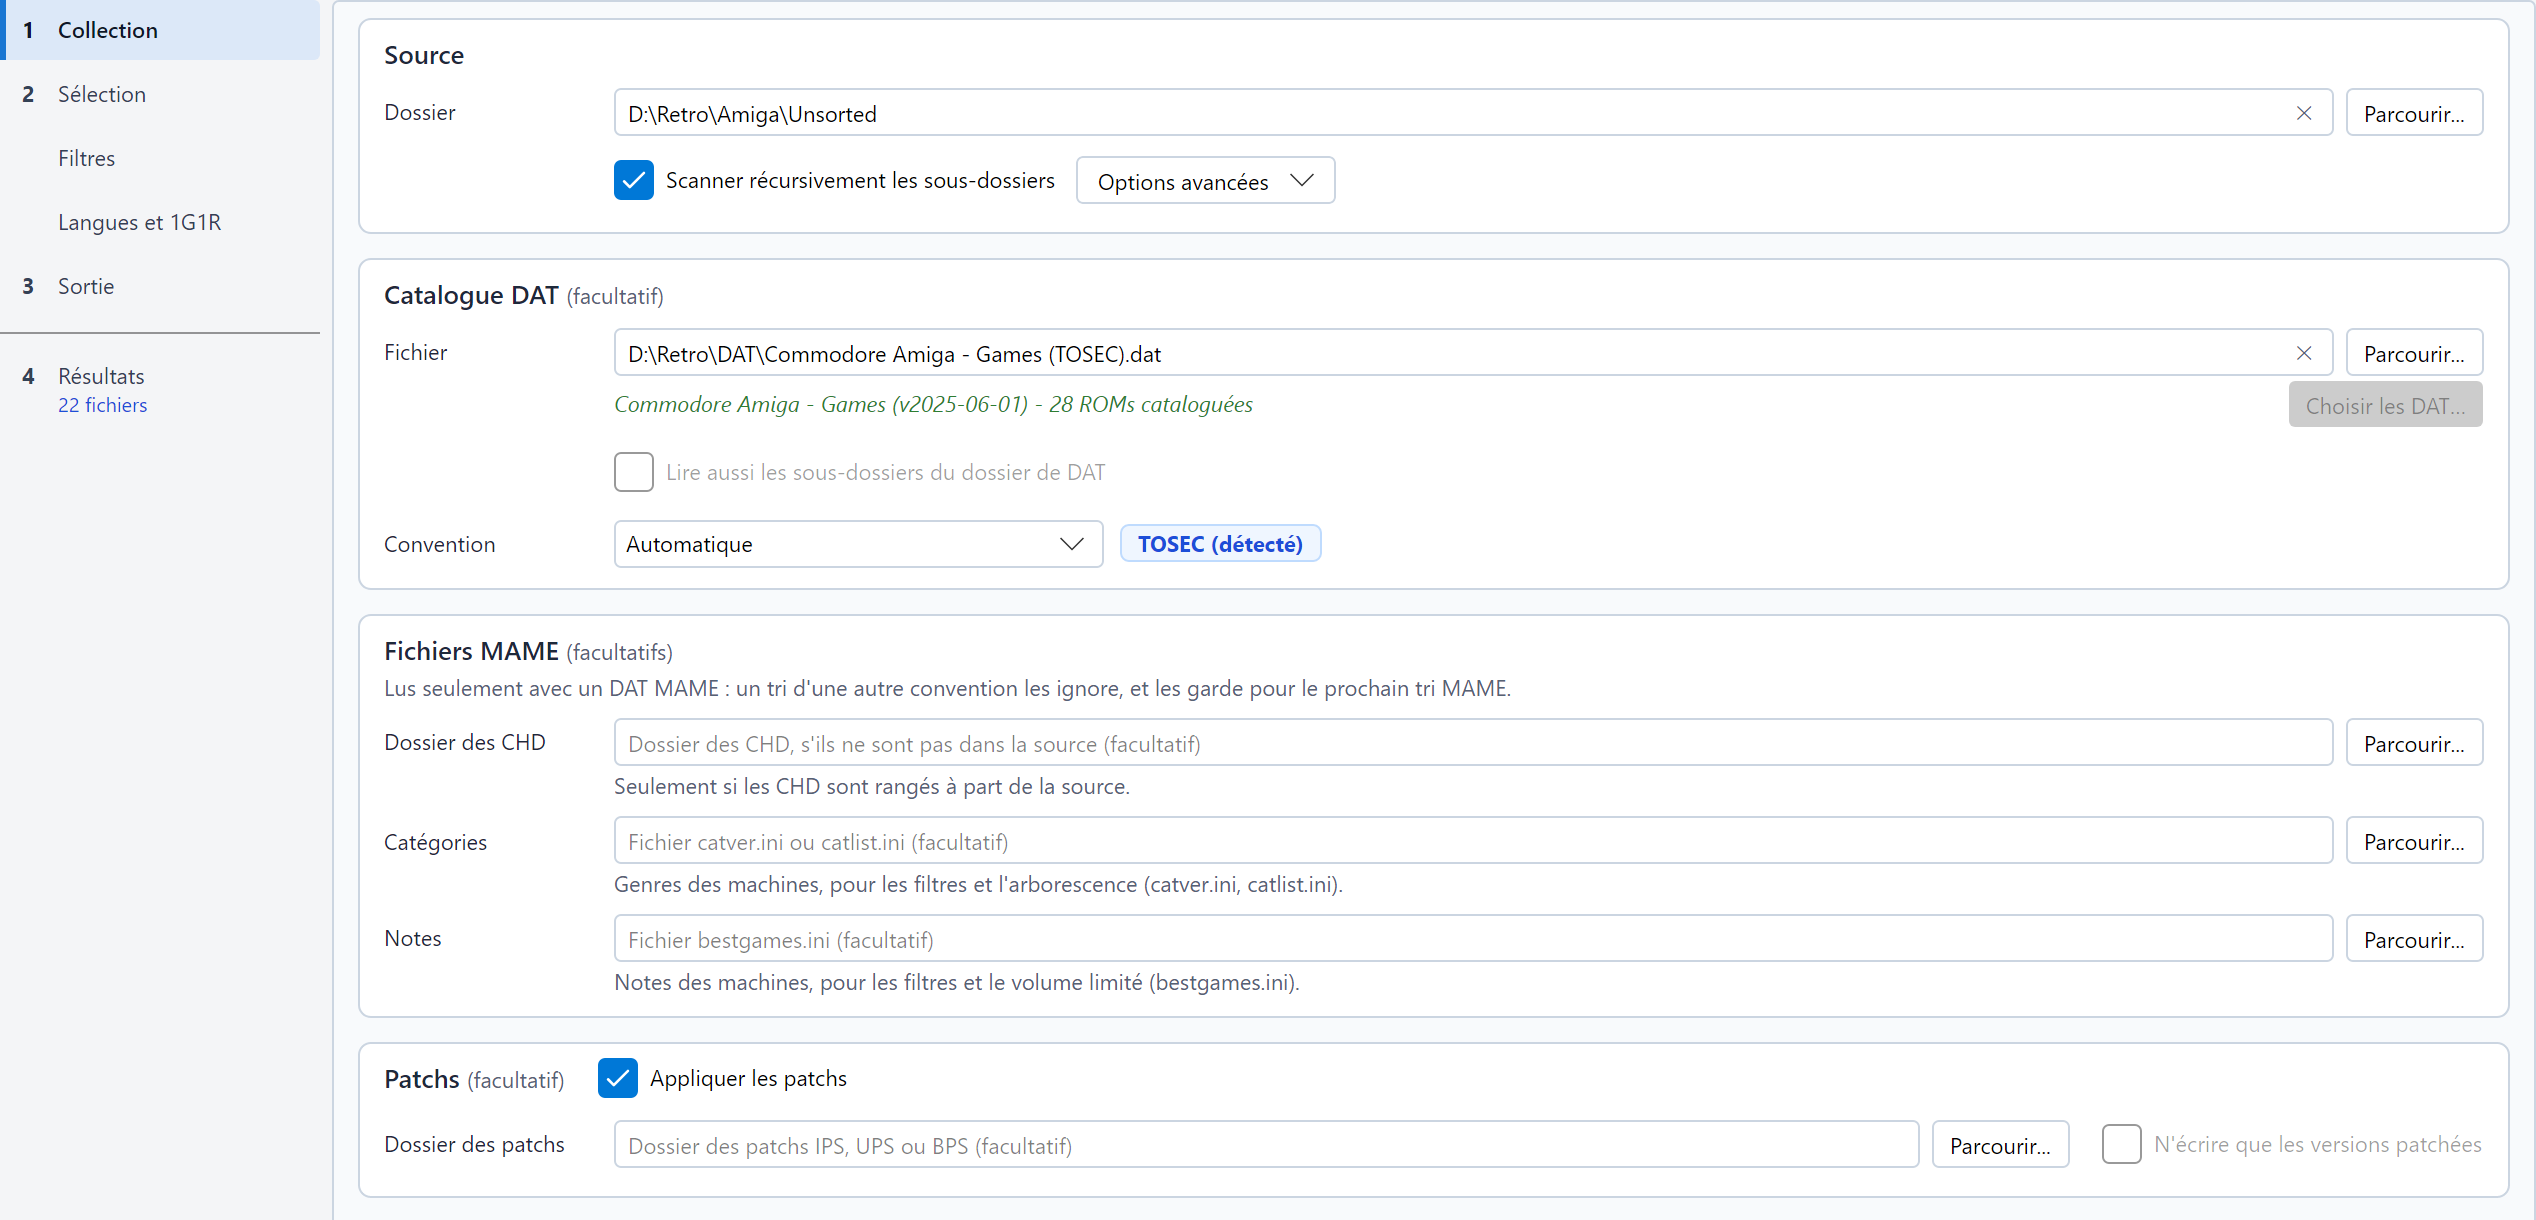 1 Collection
2 Sélection
Filtres
Langues et 1G1R
3 Sortie
4 Résultats
22 fichiers
Source
Dossier D:\Retro\Amiga\Unsorted Parcourir...
Scanner récursivement les sous-dossiers Options avancées
Catalogue DAT (facultatif)
Fichier D:\Retro\DAT\Commodore Amiga - Games (TOSEC).dat Parcourir...
Commodore Amiga - Games (v2025-06-01) - 28 ROMs cataloguées Choisir les DAT...
Lire aussi les sous-dossiers du dossier de DAT
Convention Automatique TOSEC (détecté)
Fichiers MAME (facultatifs)
Lus seulement avec un DAT MAME : un tri d'une autre convention les ignore, et les garde pour le prochain tri MAME.
Dossier des CHD Dossier des CHD, s'ils ne sont pas dans la source (facultatif) Parcourir...
Seulement si les CHD sont rangés à part de la source.
Catégories Fichier catver.ini ou catlist.ini (facultatif) Parcourir...
Genres des machines, pour les filtres et l'arborescence (catver.ini, catlist.ini).
Notes Fichier bestgames.ini (facultatif) Parcourir...
Notes des machines, pour les filtres et le volume limité (bestgames.ini).
Patchs (facultatif) Appliquer les patchs
Dossier des patchs Dossier des patchs IPS, UPS ou BPS (facultatif) Parcourir... N'écrire que les versions patchées